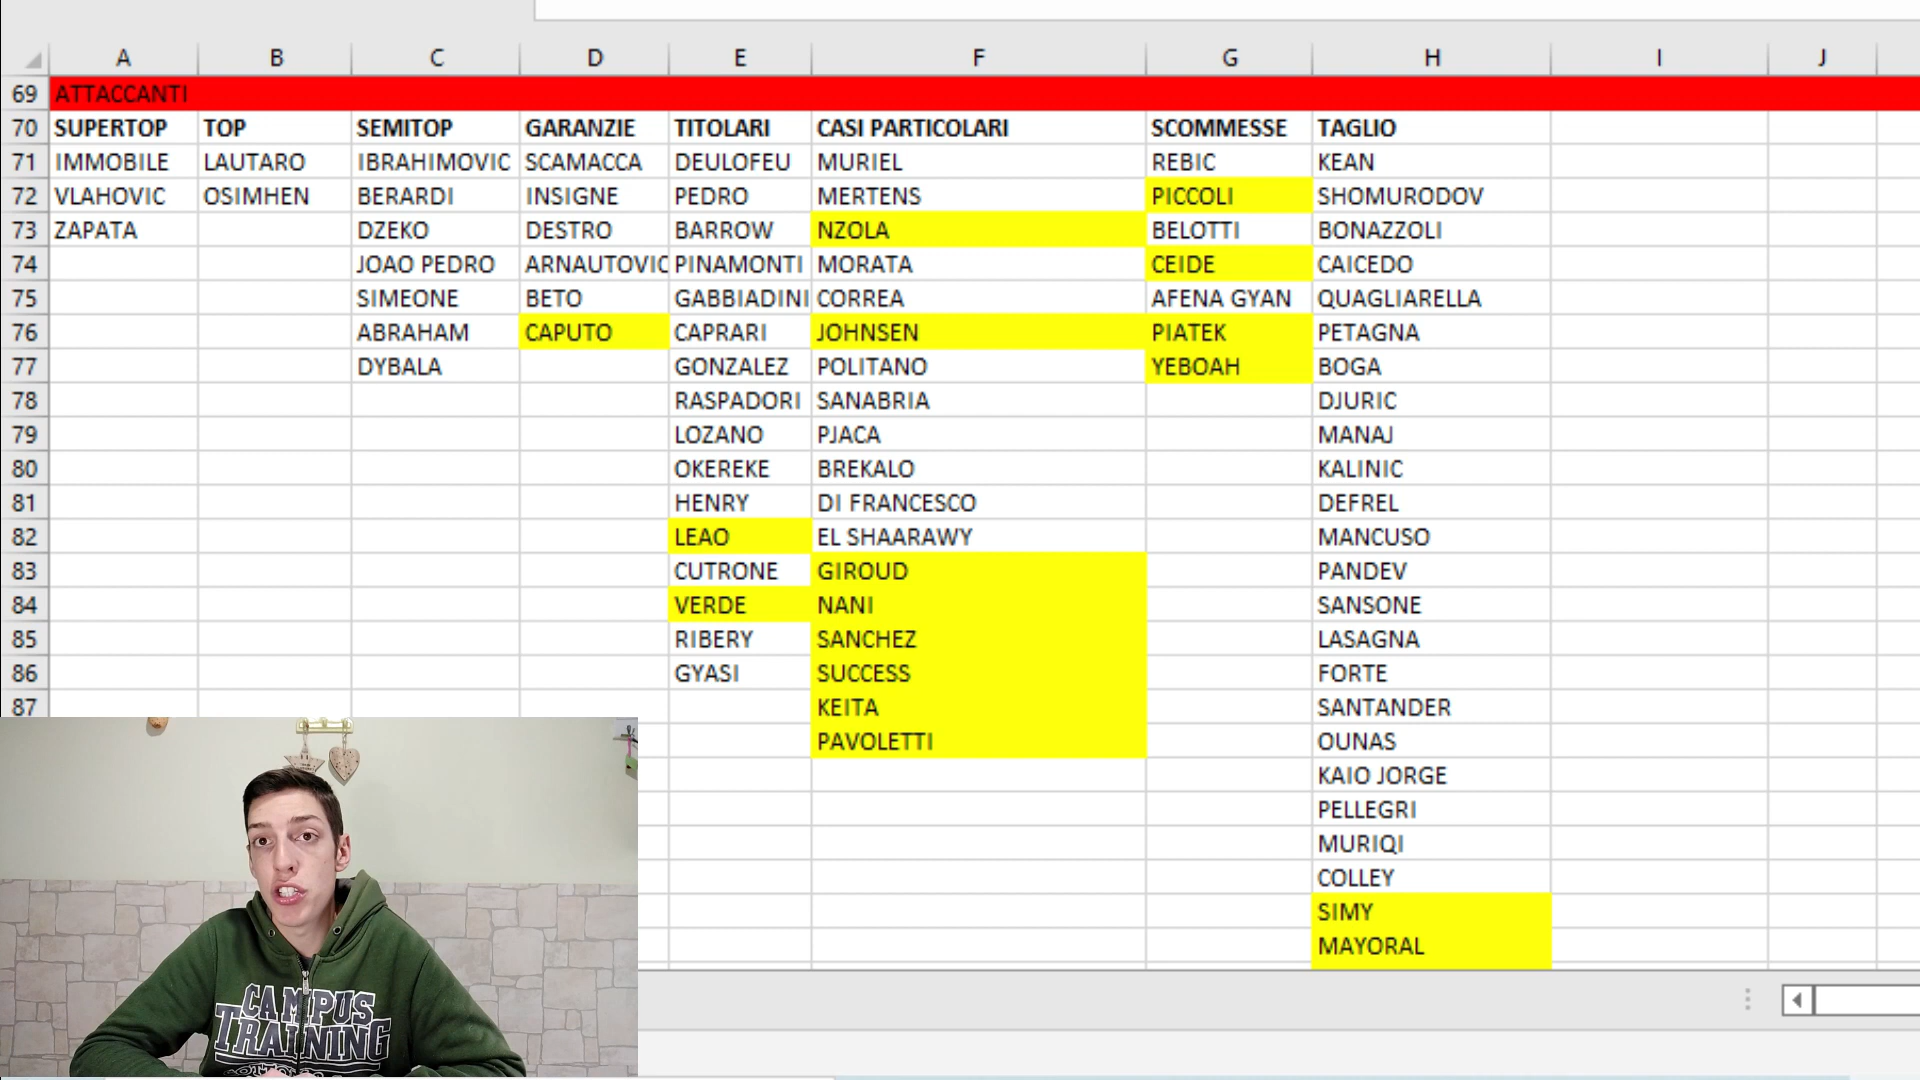 A B C D E F G H I J
69 ATTACCANTI
70 SUPERTOP TOP SEMITOP GARANZIE TITOLARI CASI PARTICOLARI SCOMMESSE TAGLIO
71 IMMOBILE LAUTARO IBRAHIMOVIC SCAMACCA DEULOFEU MURIEL REBIC KEAN
72 VLAHOVIC OSIMHEN BERARDI INSIGNE PEDRO MERTENS PICCOLI SHOMURODOV
73 ZAPATA DZEKO DESTRO BARROW NZOLA BELOTTI BONAZZOLI
74 JOAO PEDRO ARNAUTOVIC PINAMONTI MORATA CEIDE CAICEDO
75 SIMEONE BETO GABBIADINI CORREA AFENA GYAN QUAGLIARELLA
76 ABRAHAM CAPUTO CAPRARI JOHNSEN PIATEK PETAGNA
77 DYBALA GONZALEZ POLITANO YEBOAH BOGA
78 RASPADORI SANABRIA DJURIC
79 LOZANO PJACA MANAJ
80 OKEREKE BREKALO KALINIC
81 HENRY DI FRANCESCO DEFREL
82 LEAO EL SHAARAWY MANCUSO
83 CUTRONE GIROUD PANDEV
84 VERDE NANI SANSONE
85 RIBERY SANCHEZ LASAGNA
86 GYASI SUCCESS FORTE
87 KEITA SANTANDER
PAVOLETTI OUNAS
KAIO JORGE
PELLEGRI
MURIQI
COLLEY
SIMY
MAYORAL
CAMPUS
TRAINING